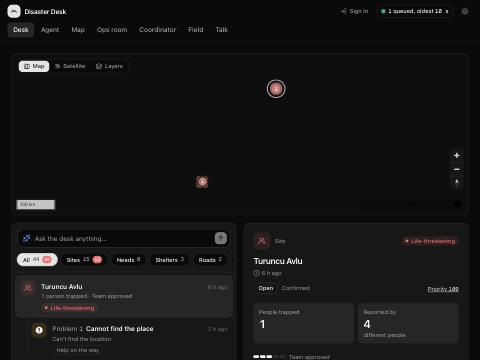 Disaster Desk
Sign in
1 queued, oldest 10 s
Desk
Agent
Map
Ops room
Coordinator
Field
Talk
Map
Satellite
Layers
1
Ask the desk anything...
All 44
Sites 15
Needs 8
Shelters 3
Roads 2
Turuncu Avlu
6 h ago
1 person trapped · Team approved
Life-threatening
Problem 1 Cannot find the place
3 h ago
Can't find the location
Help on the way
Site
Life-threatening
Turuncu Avlu
6 h ago
Open
Confirmed
Priority 100
People trapped
1
Reported by
4
different people
Team approved